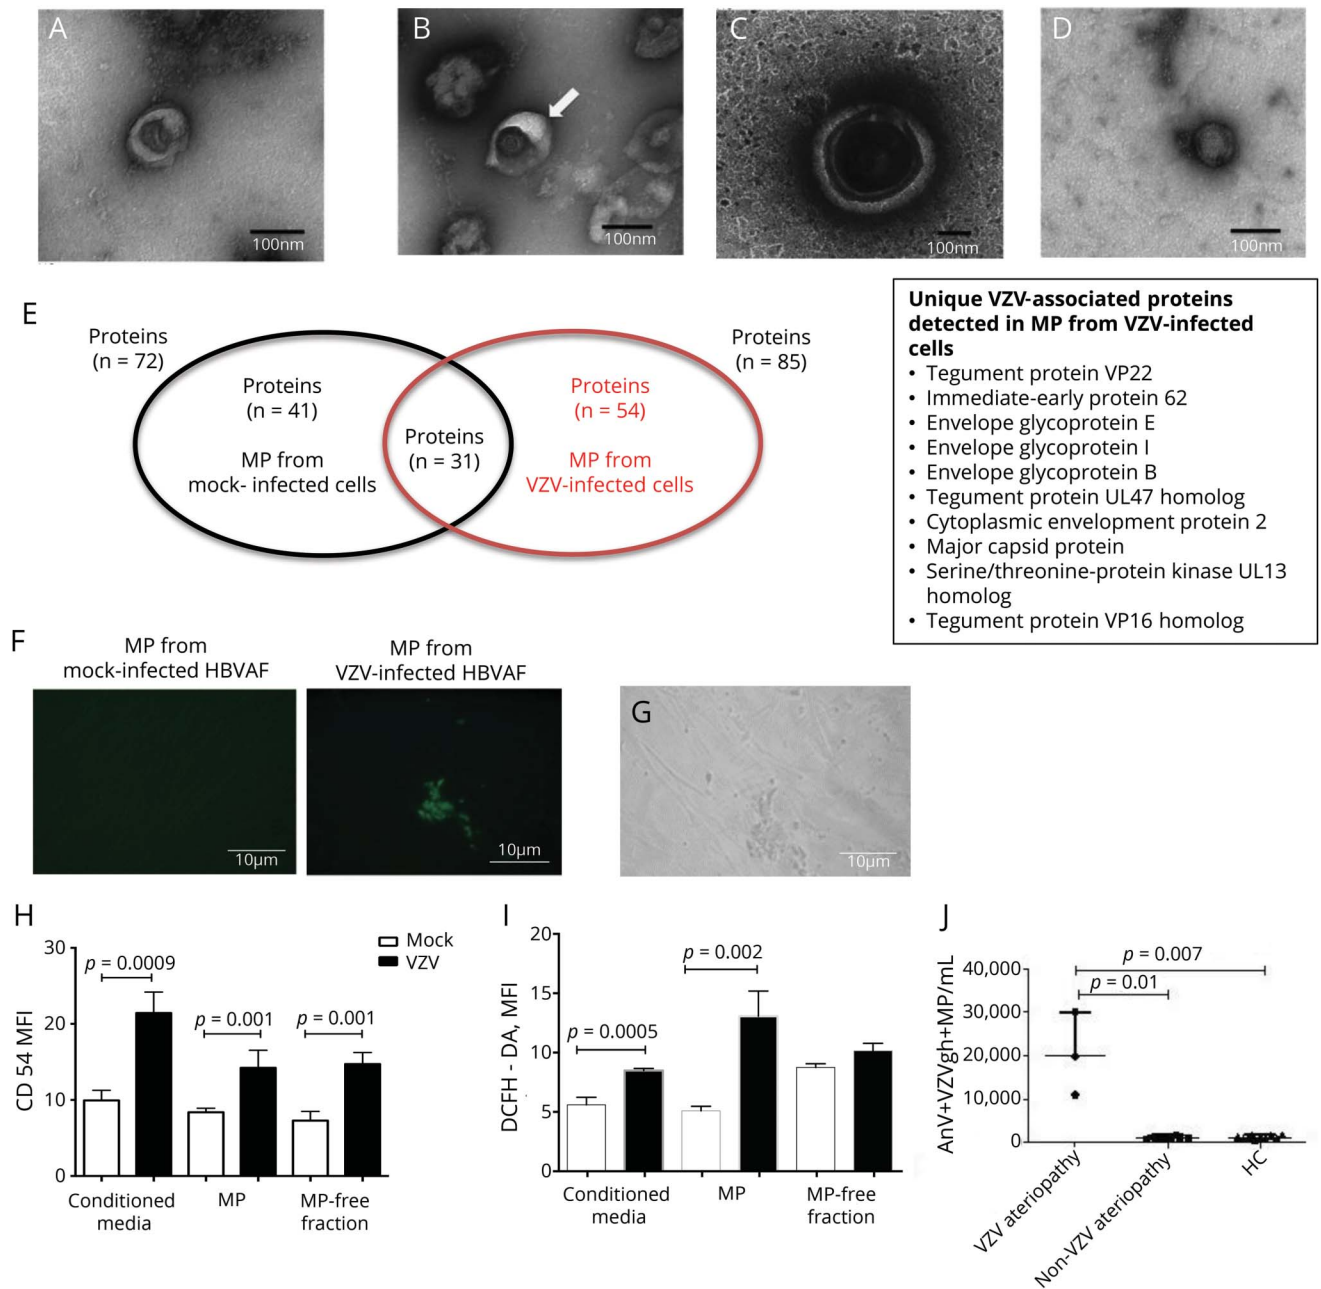 A
B
C
D
100nm
100nm
100nm
100nm
E
Proteins
(n = 72)
Proteins
(n = 41)
MP from
mock- infected cells
Proteins
(n = 31)
Proteins
(n = 54)
MP from
VZV-infected cells
Proteins
(n = 85)
Unique VZV-associated proteins
detected in MP from VZV-infected
cells
• Tegument protein VP22
• Immediate-early protein 62
• Envelope glycoprotein E
• Envelope glycoprotein I
• Envelope glycoprotein B
• Tegument protein UL47 homolog
• Cytoplasmic envelopment protein 2
• Major capsid protein
• Serine/threonine-protein kinase UL13
homolog
• Tegument protein VP16 homolog
F
MP from
mock-infected HBVAF
MP from
VZV-infected HBVAF
10µm
10µm
G
10µm
H
Mock
VZV
CD 54 MFI
30
20
10
0
p = 0.0009
p = 0.001
p = 0.001
Conditioned
media
MP
MP-free
fraction
I
DCFH - DA, MFI
20
15
10
5
0
p = 0.0005
p = 0.002
Conditioned
media
MP
MP-free
fraction
J
AnV+VZVgh+MP/mL
40,000
30,000
20,000
10,000
0
p = 0.007
p = 0.01
VZV ateriopathy
Non-VZV ateriopathy
HC